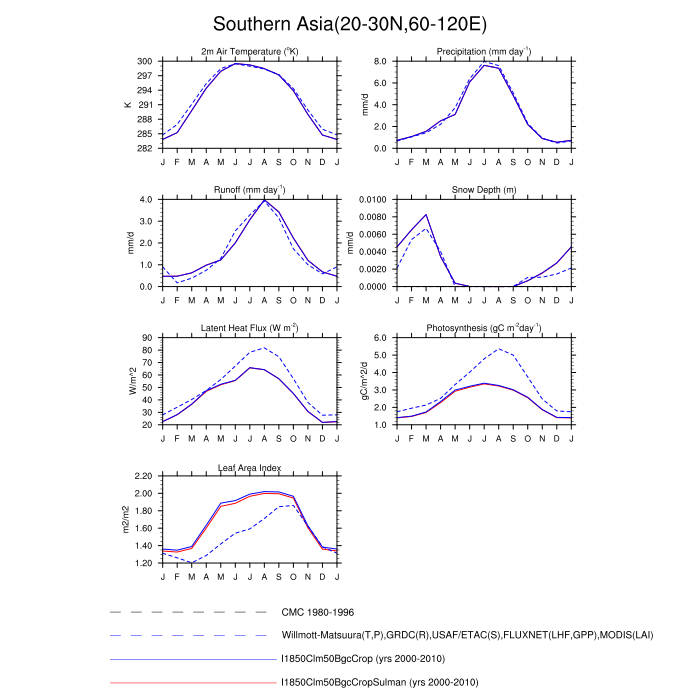 Southern Asia(20-30N,60-120E)
2m Air Temperature (°K)
300
297
294
291
288
285
282
K
J F M A M J J A S O N D J
Precipitation (mm day-1)
8.0
6.0
4.0
2.0
0.0
mm/d
J F M A M J J A S O N D J
Runoff (mm day-1)
4.0
3.0
2.0
1.0
0.0
mm/d
J F M A M J J A S O N D J
Snow Depth (m)
0.0100
0.0080
0.0060
0.0040
0.0020
0.0000
mm/d
J F M A M J J A S O N D J
Latent Heat Flux (W m-2)
90
80
70
60
50
40
30
20
W/m^2
J F M A M J J A S O N D J
Photosynthesis (gC m-2day-1)
6.0
5.0
4.0
3.0
2.0
1.0
gC/m^2/d
J F M A M J J A S O N D J
Leaf Area Index
2.20
2.00
1.80
1.60
1.40
1.20
m2/m2
J F M A M J J A S O N D J
CMC 1980-1996
Willmott-Matsuura(T,P),GRDC(R),USAF/ETAC(S),FLUXNET(LHF,GPP),MODIS(LAI)
I1850Clm50BgcCrop (yrs 2000-2010)
I1850Clm50BgcCropSulman (yrs 2000-2010)